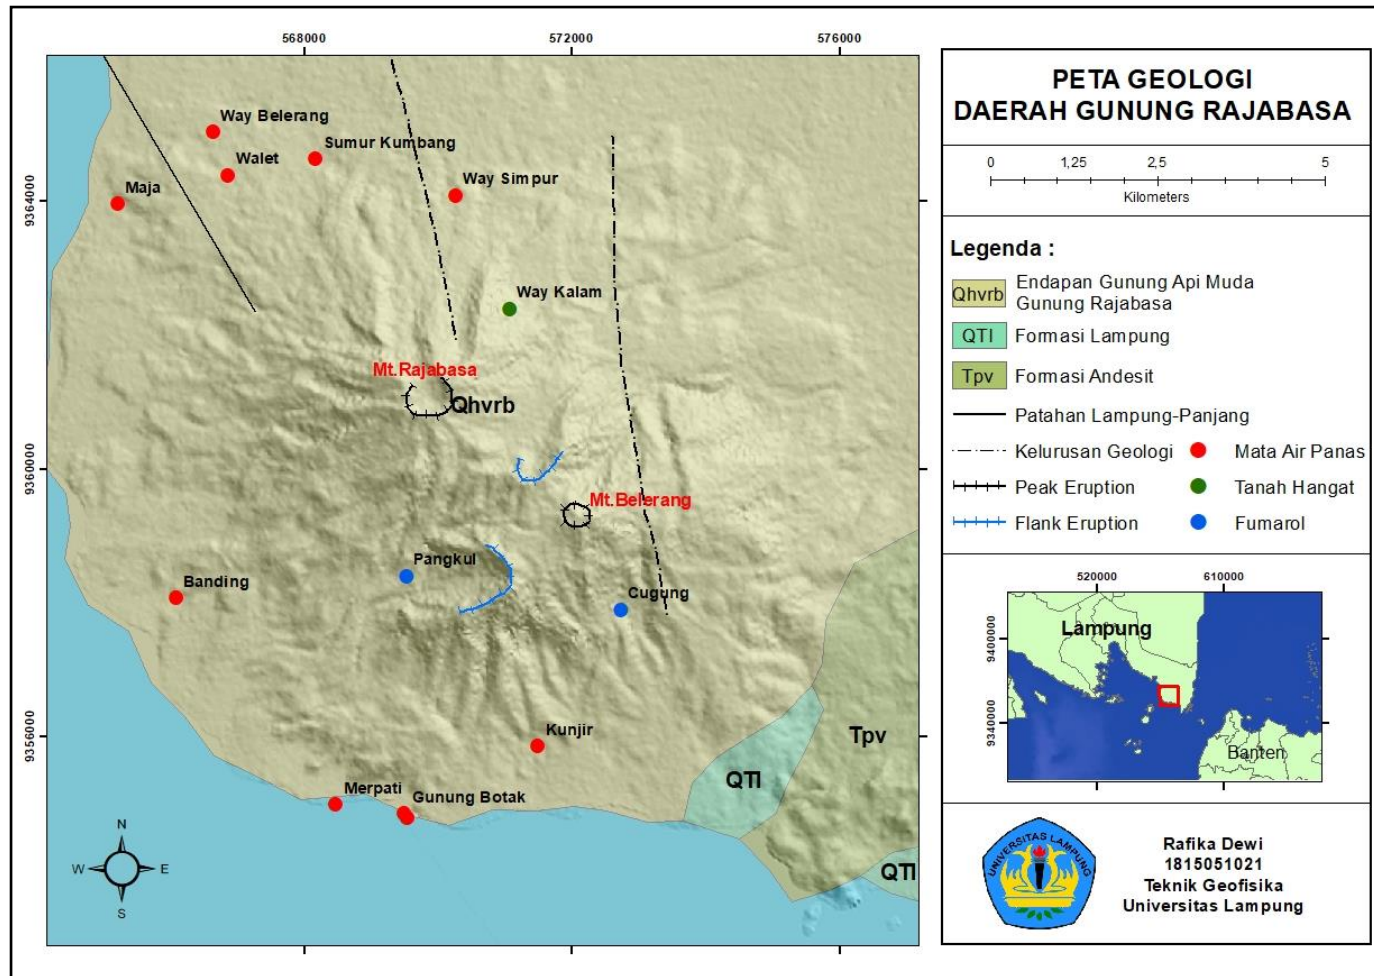 568000
572000
576000
9364000
9360000
9356000
Way Belerang
Sumur Kumbang
Walet
Maja
Way Simpur
Way Kalam
Mt.Rajabasa
Qhvrb
Mt.Belerang
Pangkul
Banding
Cugung
Kunjir
Tpv
QTl
Merpati
Gunung Botak
QTl
N
W
E
S
PETA GEOLOGI
DAERAH GUNUNG RAJABASA
0 1,25 2,5 5
Kilometers
Legenda :
Qhvrb Endapan Gunung Api Muda
Gunung Rajabasa
QTl Formasi Lampung
Tpv Formasi Andesit
Patahan Lampung-Panjang
Kelurusan Geologi
Mata Air Panas
Peak Eruption
Tanah Hangat
Flank Eruption
Fumarol
520000
610000
9400000
9340000
Lampung
Banten
UNIVERSITAS LAMPUNG
Rafika Dewi
1815051021
Teknik Geofisika
Universitas Lampung